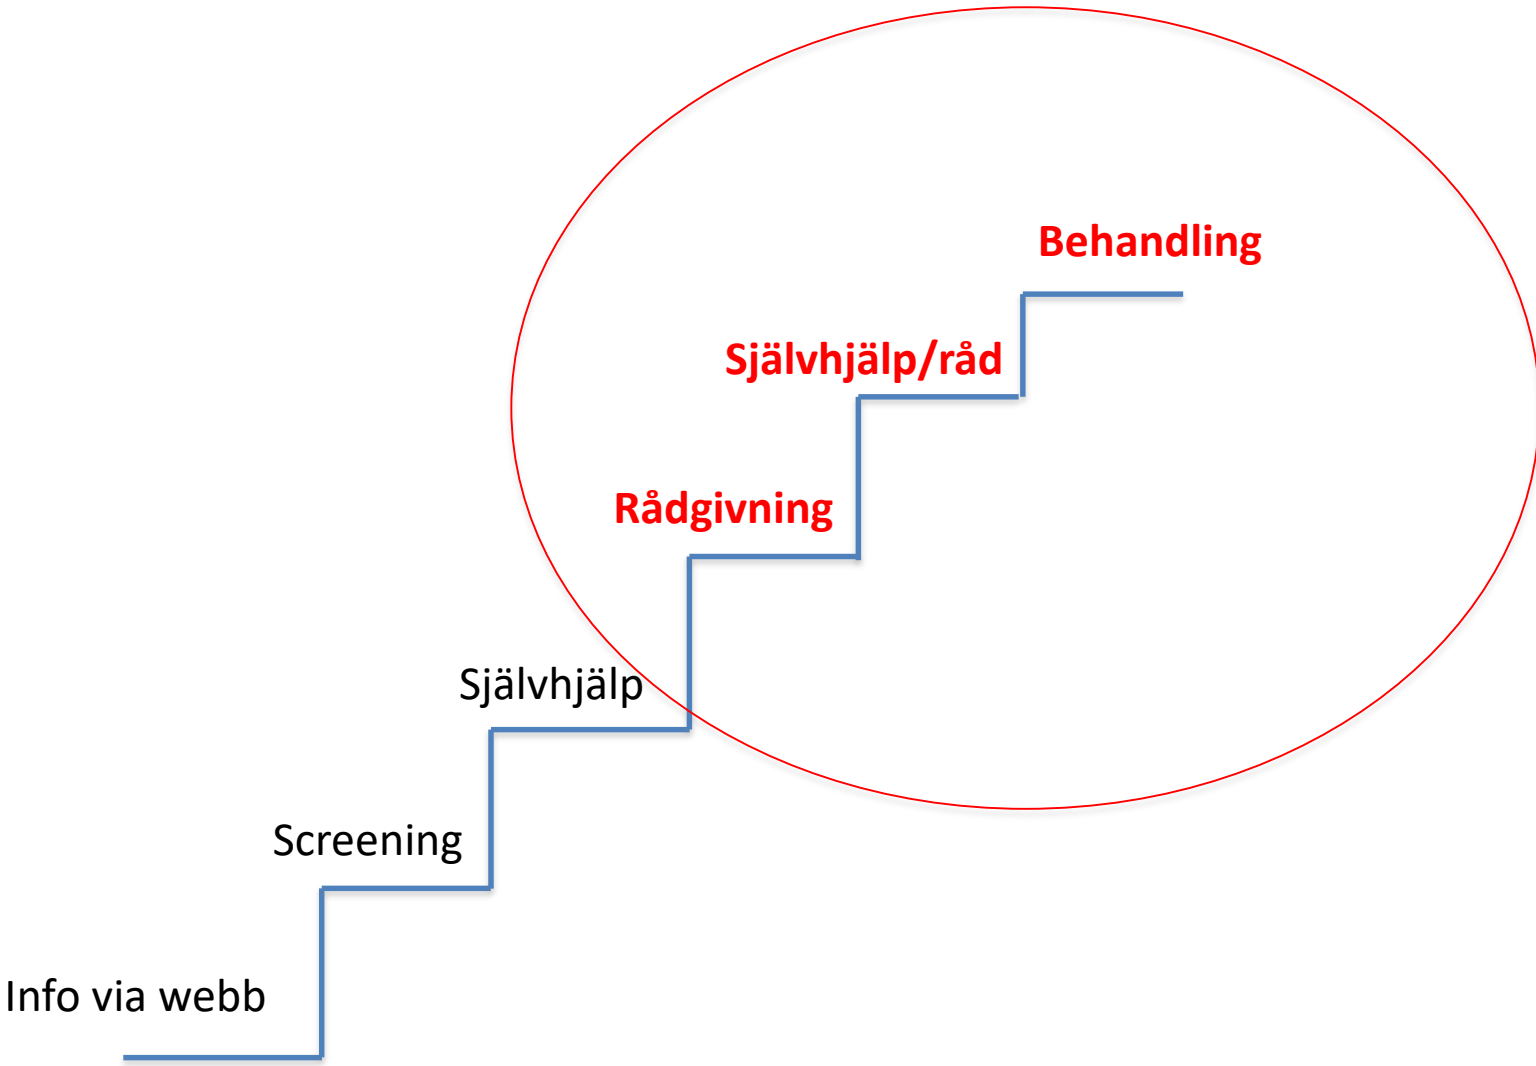 Behandling
Självhjälp/råd
Rådgivning
Självhjälp
Screening
Info via webb